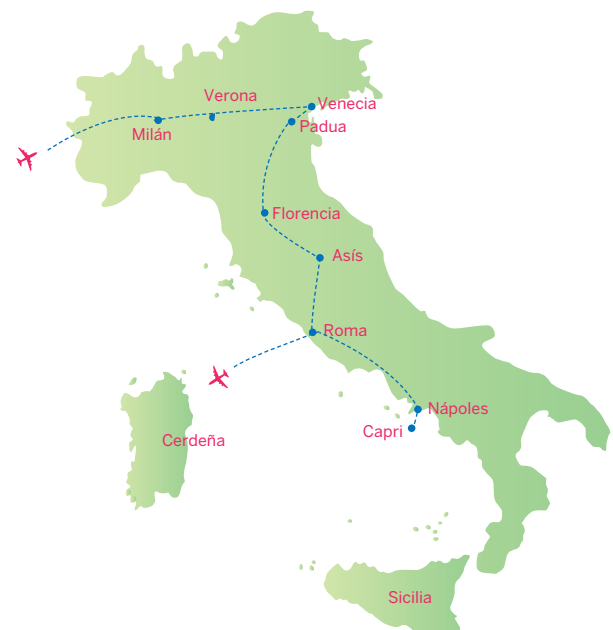 Verona
Venecia
Milán
Padua
Florencia
Asís
Roma
Nápoles
Capri
Cerdeña
Sicilia